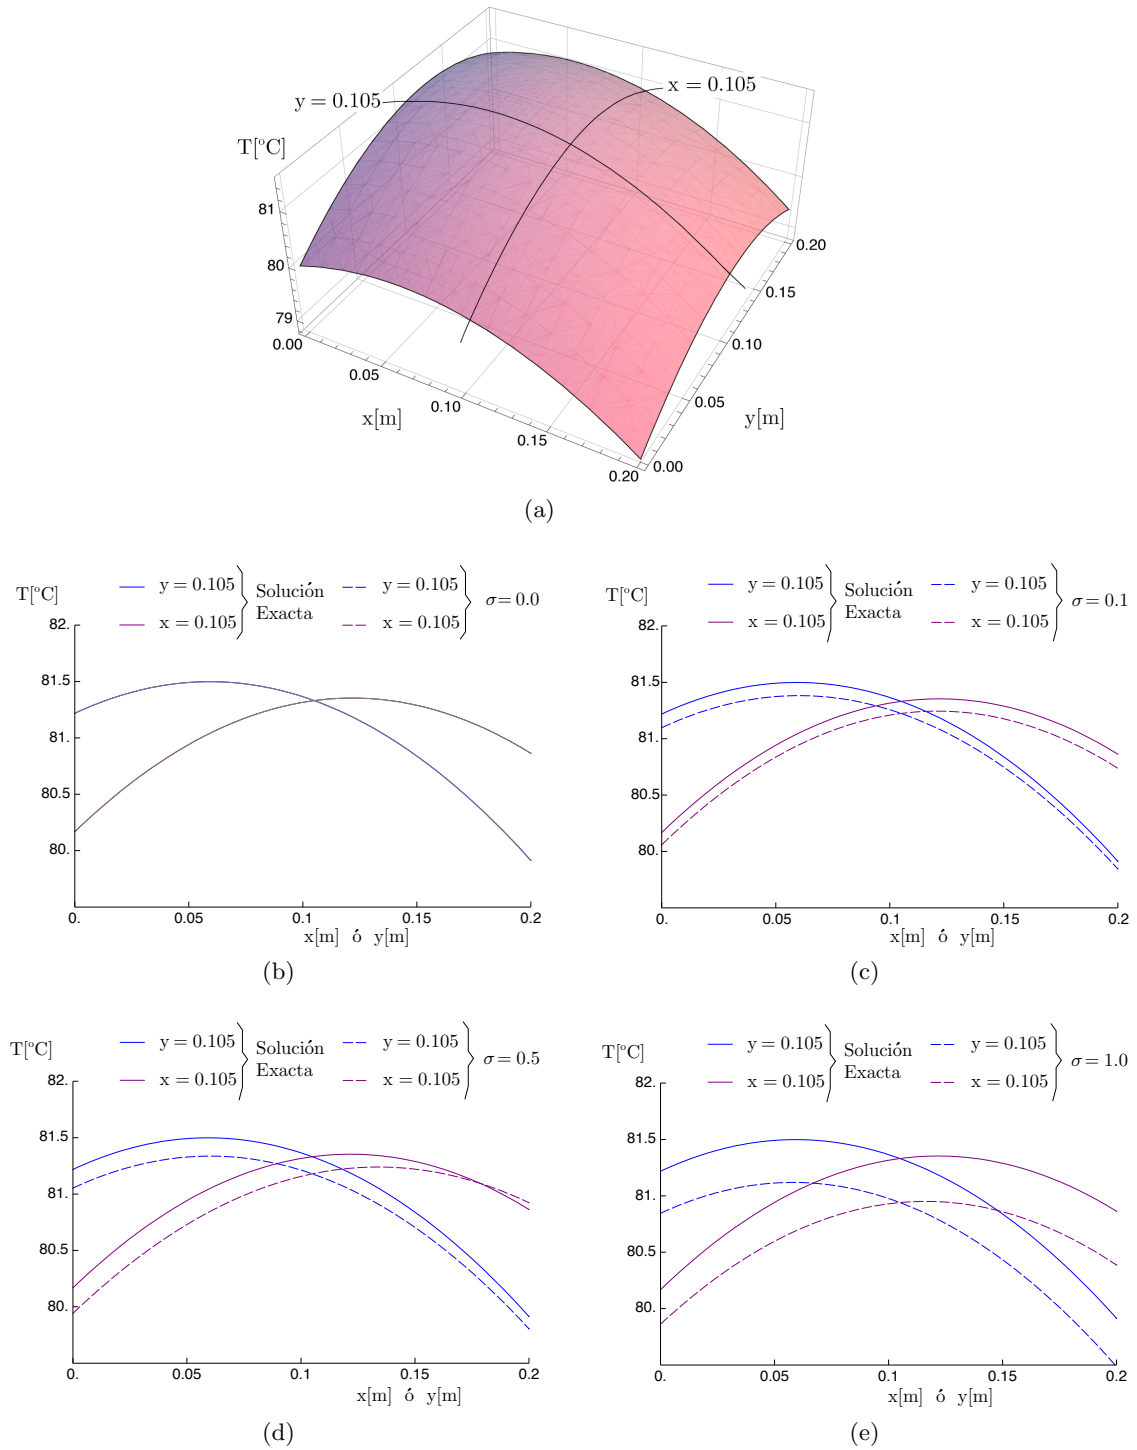 x = 0.105
y = 0.105
T[°C]
81
80
79
0.00
0.05
0.10
0.15
0.20
x[m]
0.20
0.15
0.10
0.05
0.00
y[m]
(a)
y = 0.105 Solución y = 0.105
x = 0.105 Exacta x = 0.105 σ = 0.0
T[°C]
82.
81.5
81.
80.5
80.
0. 0.05 0.1 0.15 0.2
x[m] ó y[m]
(b)
y = 0.105 Solución y = 0.105
x = 0.105 Exacta x = 0.105 σ = 0.1
T[°C]
82.
81.5
81.
80.5
80.
0. 0.05 0.1 0.15 0.2
x[m] ó y[m]
(c)
y = 0.105 Solución y = 0.105
x = 0.105 Exacta x = 0.105 σ = 0.5
T[°C]
82.
81.5
81.
80.5
80.
0. 0.05 0.1 0.15 0.2
x[m] ó y[m]
(d)
y = 0.105 Solución y = 0.105
x = 0.105 Exacta x = 0.105 σ = 1.0
T[°C]
82.
81.5
81.
80.5
80.
0. 0.05 0.1 0.15 0.2
x[m] ó y[m]
(e)